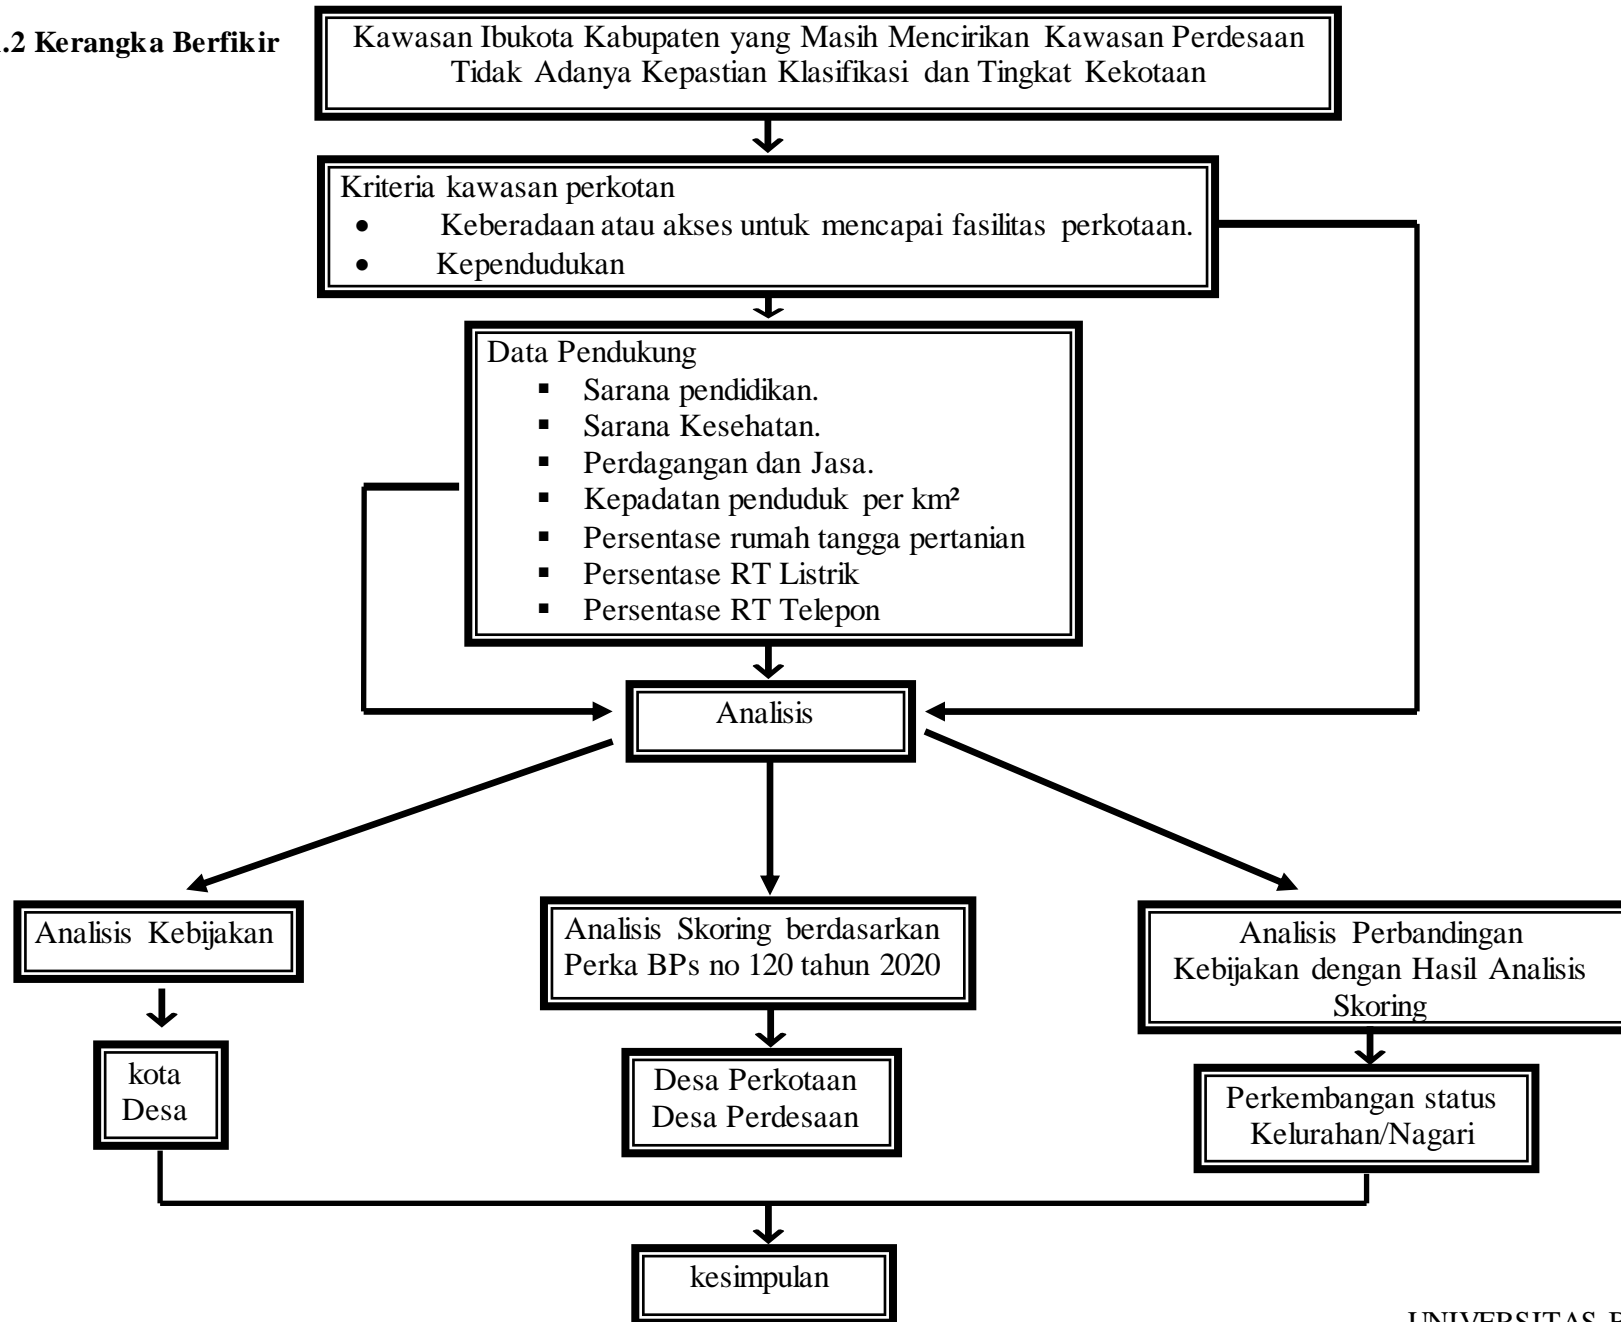 .2 Kerangka Berfikir
Kawasan Ibukota Kabupaten yang Masih Mencirikan Kawasan Perdesaan
Tidak Adanya Kepastian Klasifikasi dan Tingkat Kekotaan
Kriteria kawasan perkotan
• Keberadaan atau akses untuk mencapai fasilitas perkotaan.
• Kependudukan
Data Pendukung
▪ Sarana pendidikan.
▪ Sarana Kesehatan.
▪ Perdagangan dan Jasa.
▪ Kepadatan penduduk per km²
▪ Persentase rumah tangga pertanian
▪ Persentase RT Listrik
▪ Persentase RT Telepon
Analisis
Analisis Kebijakan
Analisis Skoring berdasarkan
Perka BPs no 120 tahun 2020
Analisis Perbandingan
Kebijakan dengan Hasil Analisis
Skoring
kota
Desa
Desa Perkotaan
Desa Perdesaan
Perkembangan status
Kelurahan/Nagari
kesimpulan
UNIVERSITAS